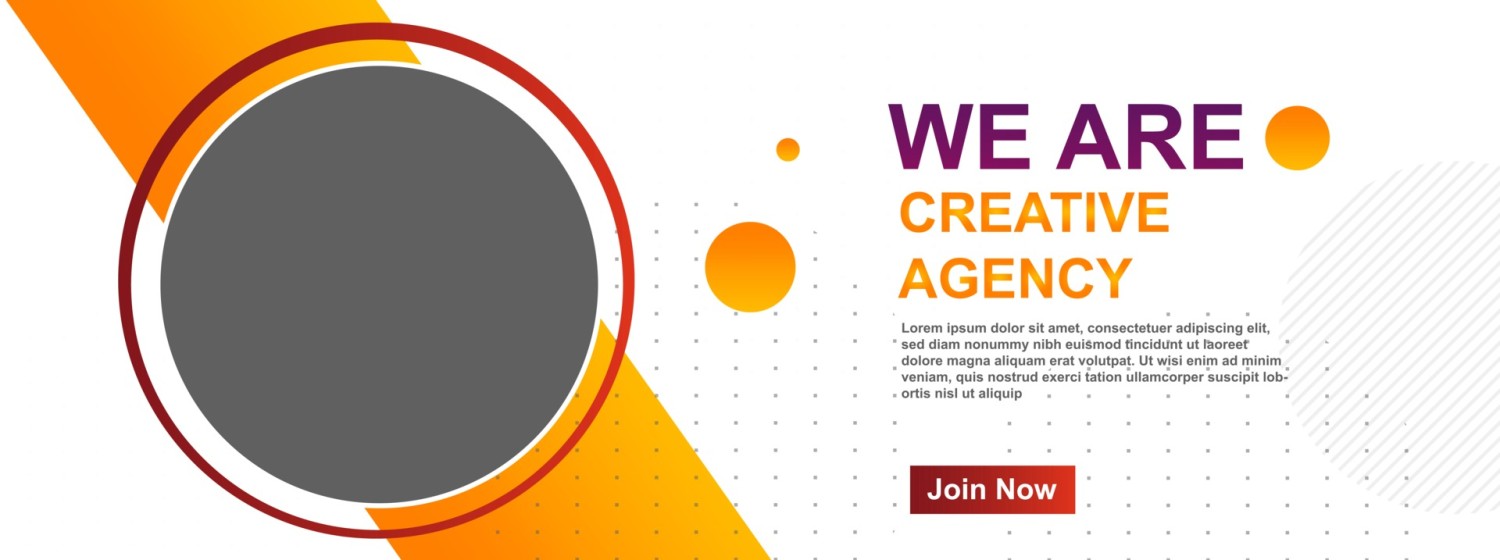 WE ARE
CREATIVE
AGENCY
Lorem ipsum dolor sit amet, consectetuer adipiscing elit,
sed diam nonummy nibh euismod tincidunt ut laoreet
dolore magna aliquam erat volutpat. Ut wisi enim ad minim
veniam, quis nostrud exerci tation ullamcorper suscipit lob-
ortis nisl ut aliquip
Join Now